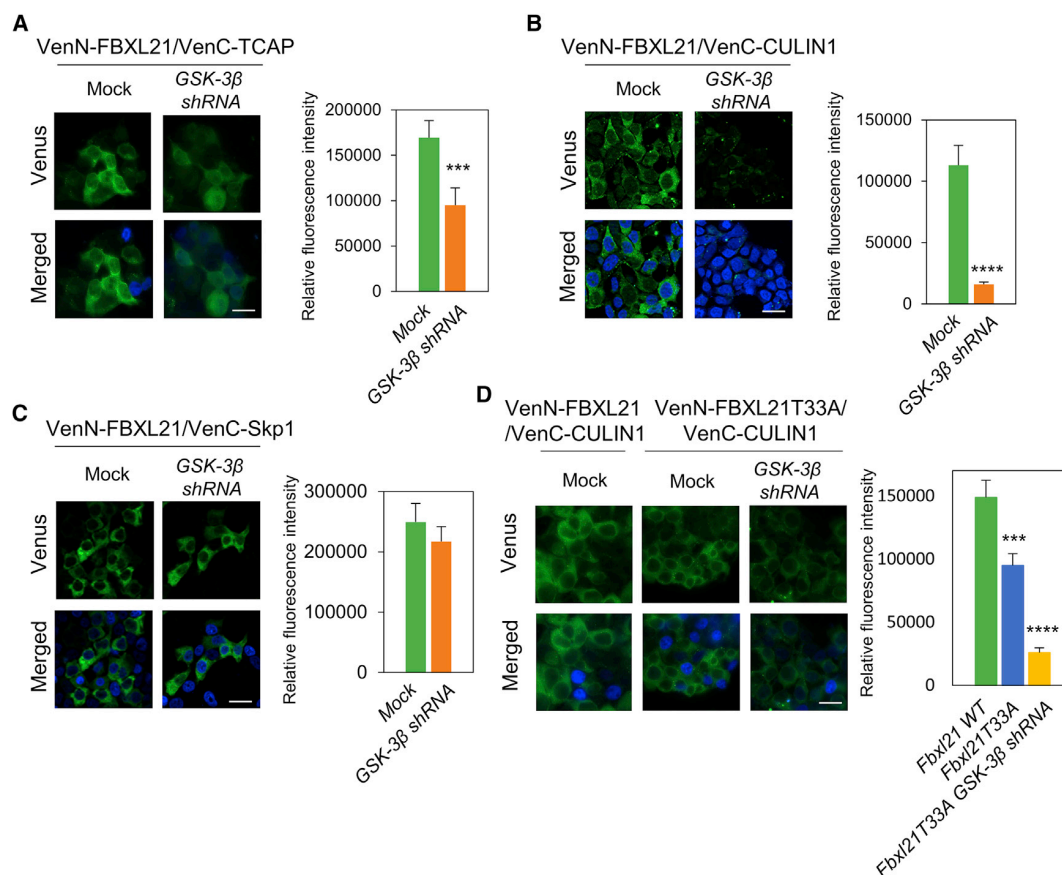 A
VenN-FBXL21/VenC-TCAP
Mock
GSK-3β
shRNA
Venus
Merged
Relative fluorescence intensity
200000
150000
100000
50000
0
***
Mock
GSK-3β shRNA
B
VenN-FBXL21/VenC-CULIN1
Mock
GSK-3β
shRNA
Venus
Merged
Relative fluorescence intensity
150000
100000
50000
0
****
Mock
GSK-3β shRNA
C
VenN-FBXL21/VenC-Skp1
Mock
GSK-3β
shRNA
Venus
Merged
Relative fluorescence intensity
300000
200000
100000
0
Mock
GSK-3β shRNA
D
VenN-FBXL21
/VenC-CULIN1
VenN-FBXL21T33A/
VenC-CULIN1
Mock
Mock
GSK-3β
shRNA
Venus
Merged
Relative fluorescence intensity
150000
100000
50000
0
***
****
Fbxl21 WT
Fbxl21T33A
Fbxl21T33A GSK-3β shRNA